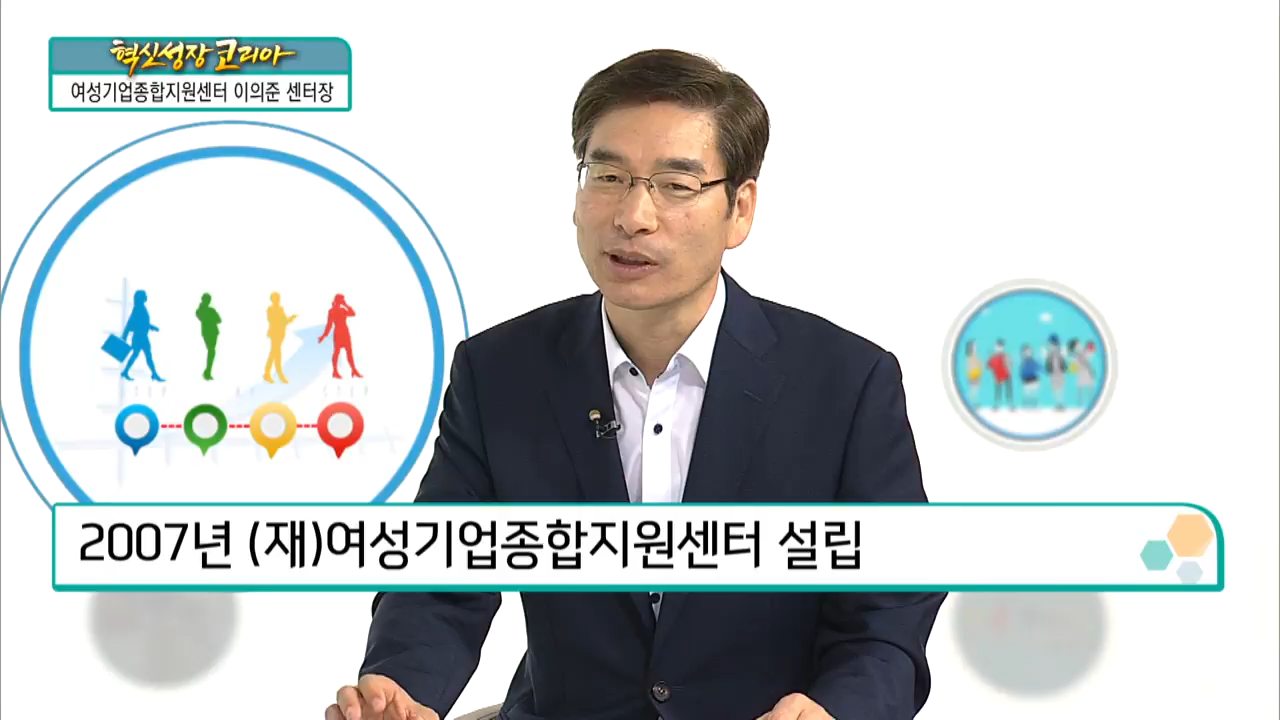 혁신성장 코리아
여성기업종합지원센터 이의준 센터장
2007년 (재)여성기업종합지원센터 설립